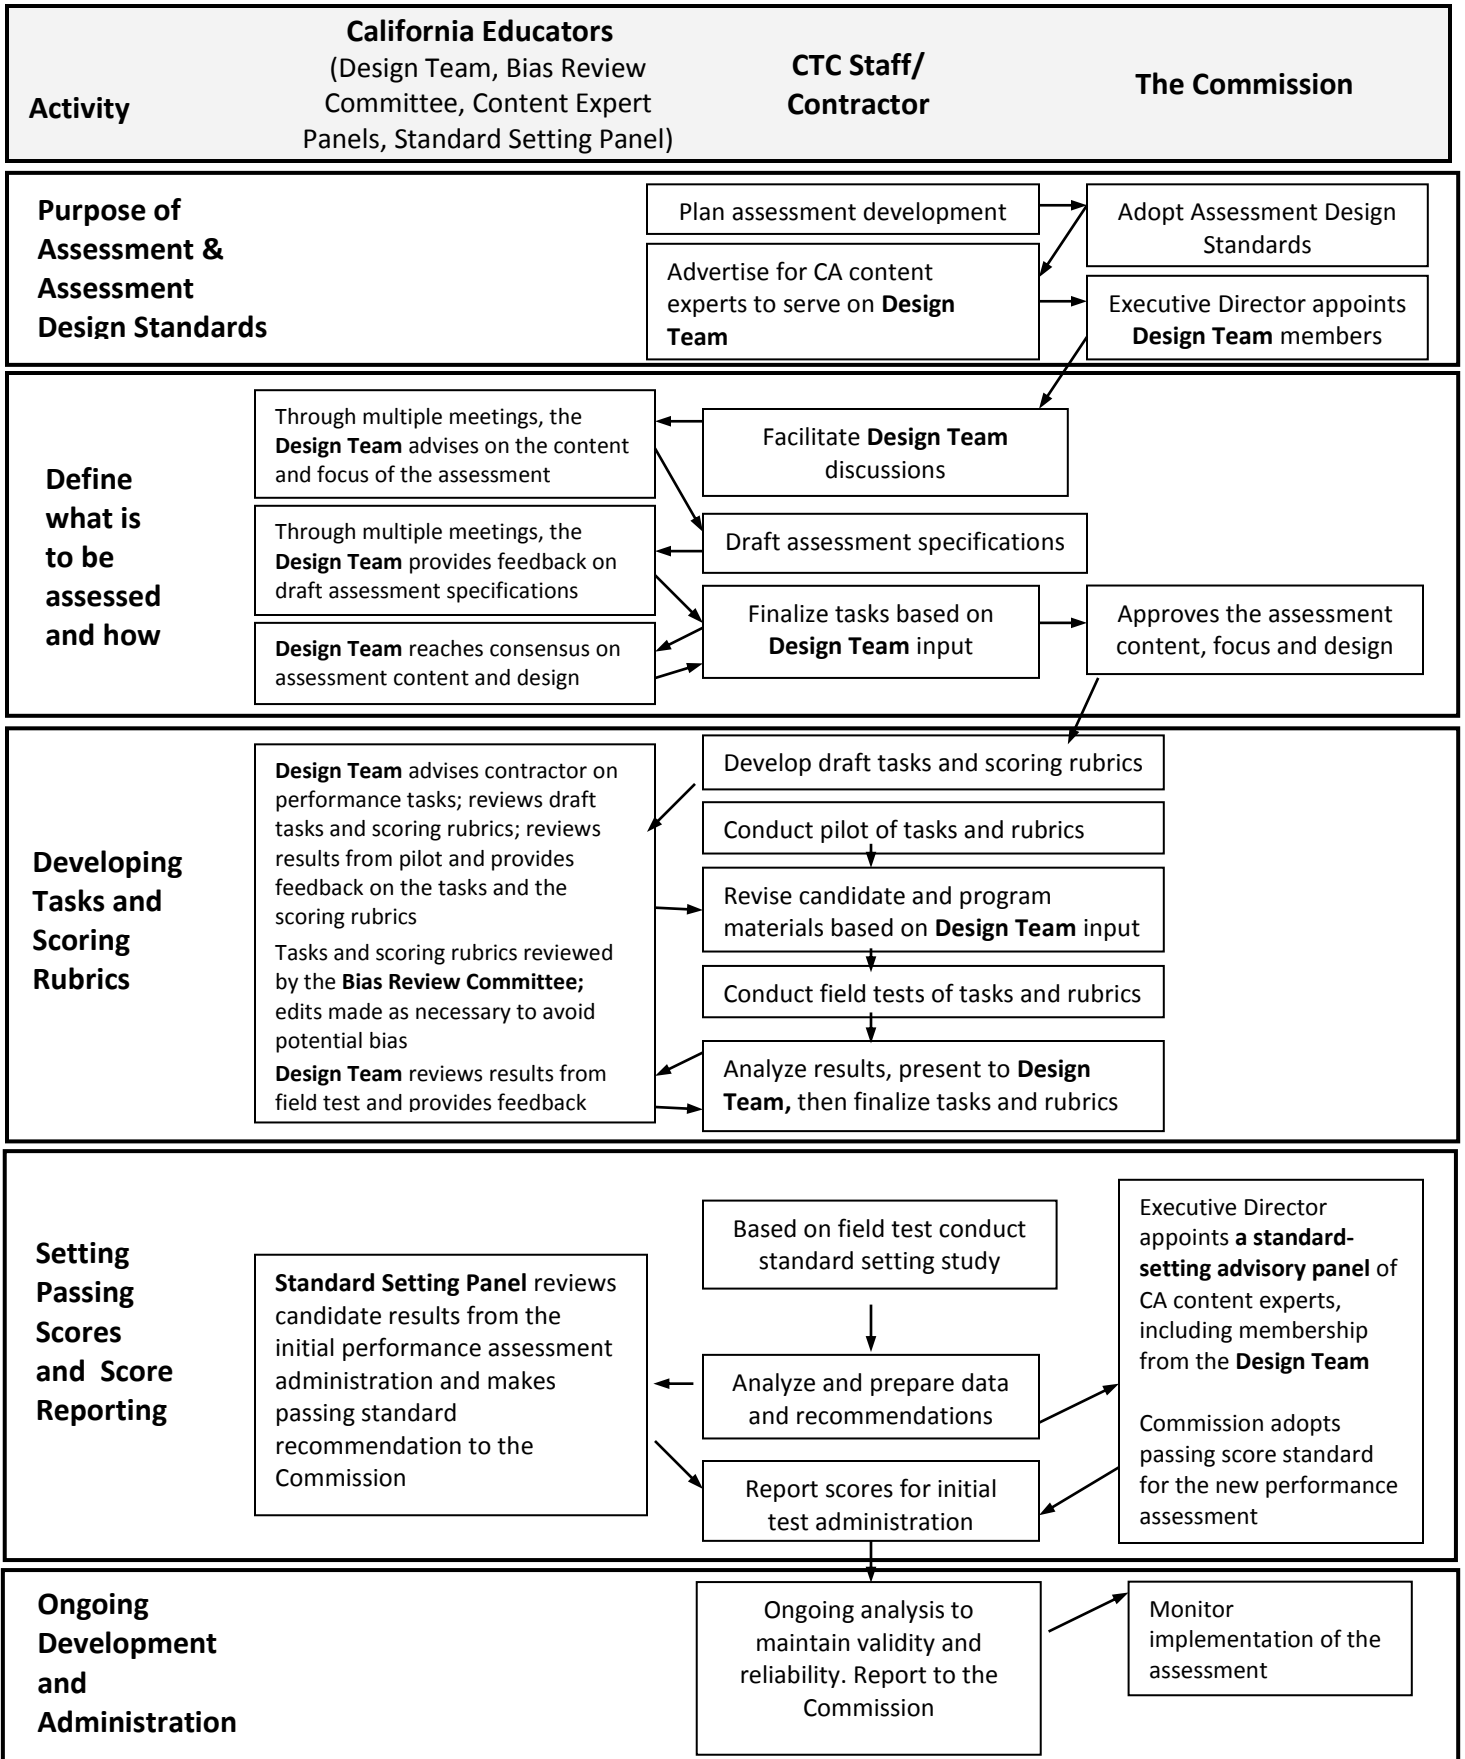 Activity
California Educators
(Design Team, Bias Review
Committee, Content Expert
Panels, Standard Setting Panel)
CTC Staff/
Contractor
The Commission
Purpose of
Assessment &
Assessment
Design Standards
Plan assessment development
Adopt Assessment Design
Standards
Advertise for CA content
experts to serve on Design
Team
Executive Director appoints
Design Team members
Define
what is
to be
assessed
and how
Through multiple meetings, the
Design Team advises on the content
and focus of the assessment
Facilitate Design Team
discussions
Through multiple meetings, the
Design Team provides feedback on
draft assessment specifications
Draft assessment specifications
Design Team reaches consensus on
assessment content and design
Finalize tasks based on
Design Team input
Approves the assessment
content, focus and design
Developing
Tasks and
Scoring
Rubrics
Design Team advises contractor on
performance tasks; reviews draft
tasks and scoring rubrics; reviews
results from pilot and provides
feedback on the tasks and the
scoring rubrics
Tasks and scoring rubrics reviewed
by the Bias Review Committee;
edits made as necessary to avoid
potential bias
Design Team reviews results from
field test and provides feedback
Develop draft tasks and scoring rubrics
Conduct pilot of tasks and rubrics
Revise candidate and program
materials based on Design Team input
Conduct field tests of tasks and rubrics
Analyze results, present to Design
Team, then finalize tasks and rubrics
Setting
Passing
Scores
and Score
Reporting
Standard Setting Panel reviews
candidate results from the
initial performance assessment
administration and makes
passing standard
recommendation to the
Commission
Based on field test conduct
standard setting study
Analyze and prepare data
and recommendations
Report scores for initial
test administration
Executive Director
appoints a standard-
setting advisory panel of
CA content experts,
including membership
from the Design Team
Commission adopts
passing score standard
for the new performance
assessment
Ongoing
Development
and
Administration
Ongoing analysis to
maintain validity and
reliability. Report to the
Commission
Monitor
implementation of the
assessment